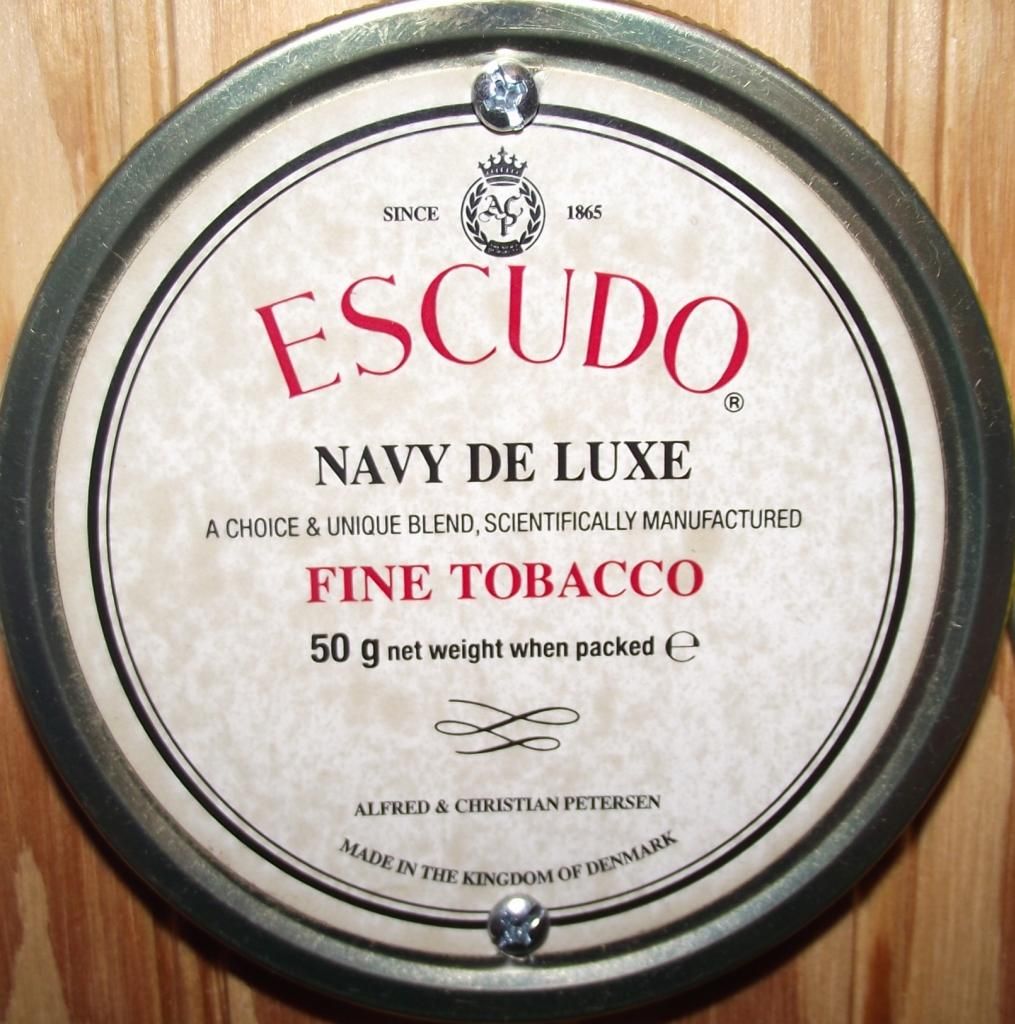 SINCE ACP 1865
ESCUDO®
NAVY DE LUXE
A CHOICE & UNIQUE BLEND, SCIENTIFICALLY MANUFACTURED
FINE TOBACCO
50 g net weight when packed ℮
ALFRED & CHRISTIAN PETERSEN
MADE IN THE KINGDOM OF DENMARK